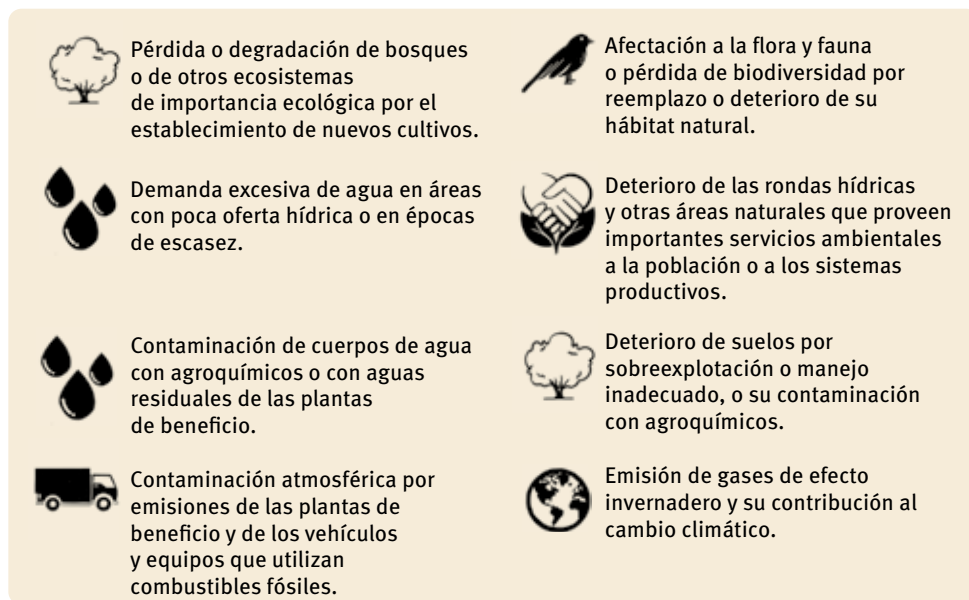 Pérdida o degradación de bosques
o de otros ecosistemas
de importancia ecológica por el
establecimiento de nuevos cultivos.
Afectación a la flora y fauna
o pérdida de biodiversidad por
reemplazo o deterioro de su
hábitat natural.
Demanda excesiva de agua en áreas
con poca oferta hídrica o en épocas
de escasez.
Deterioro de las rondas hídricas
y otras áreas naturales que proveen
importantes servicios ambientales
a la población o a los sistemas
productivos.
Contaminación de cuerpos de agua
con agroquímicos o con aguas
residuales de las plantas
de beneficio.
Deterioro de suelos por
sobreexplotación o manejo
inadecuado, o su contaminación
con agroquímicos.
Contaminación atmosférica por
emisiones de las plantas de
beneficio y de los vehículos
y equipos que utilizan
combustibles fósiles.
Emisión de gases de efecto
invernadero y su contribución al
cambio climático.